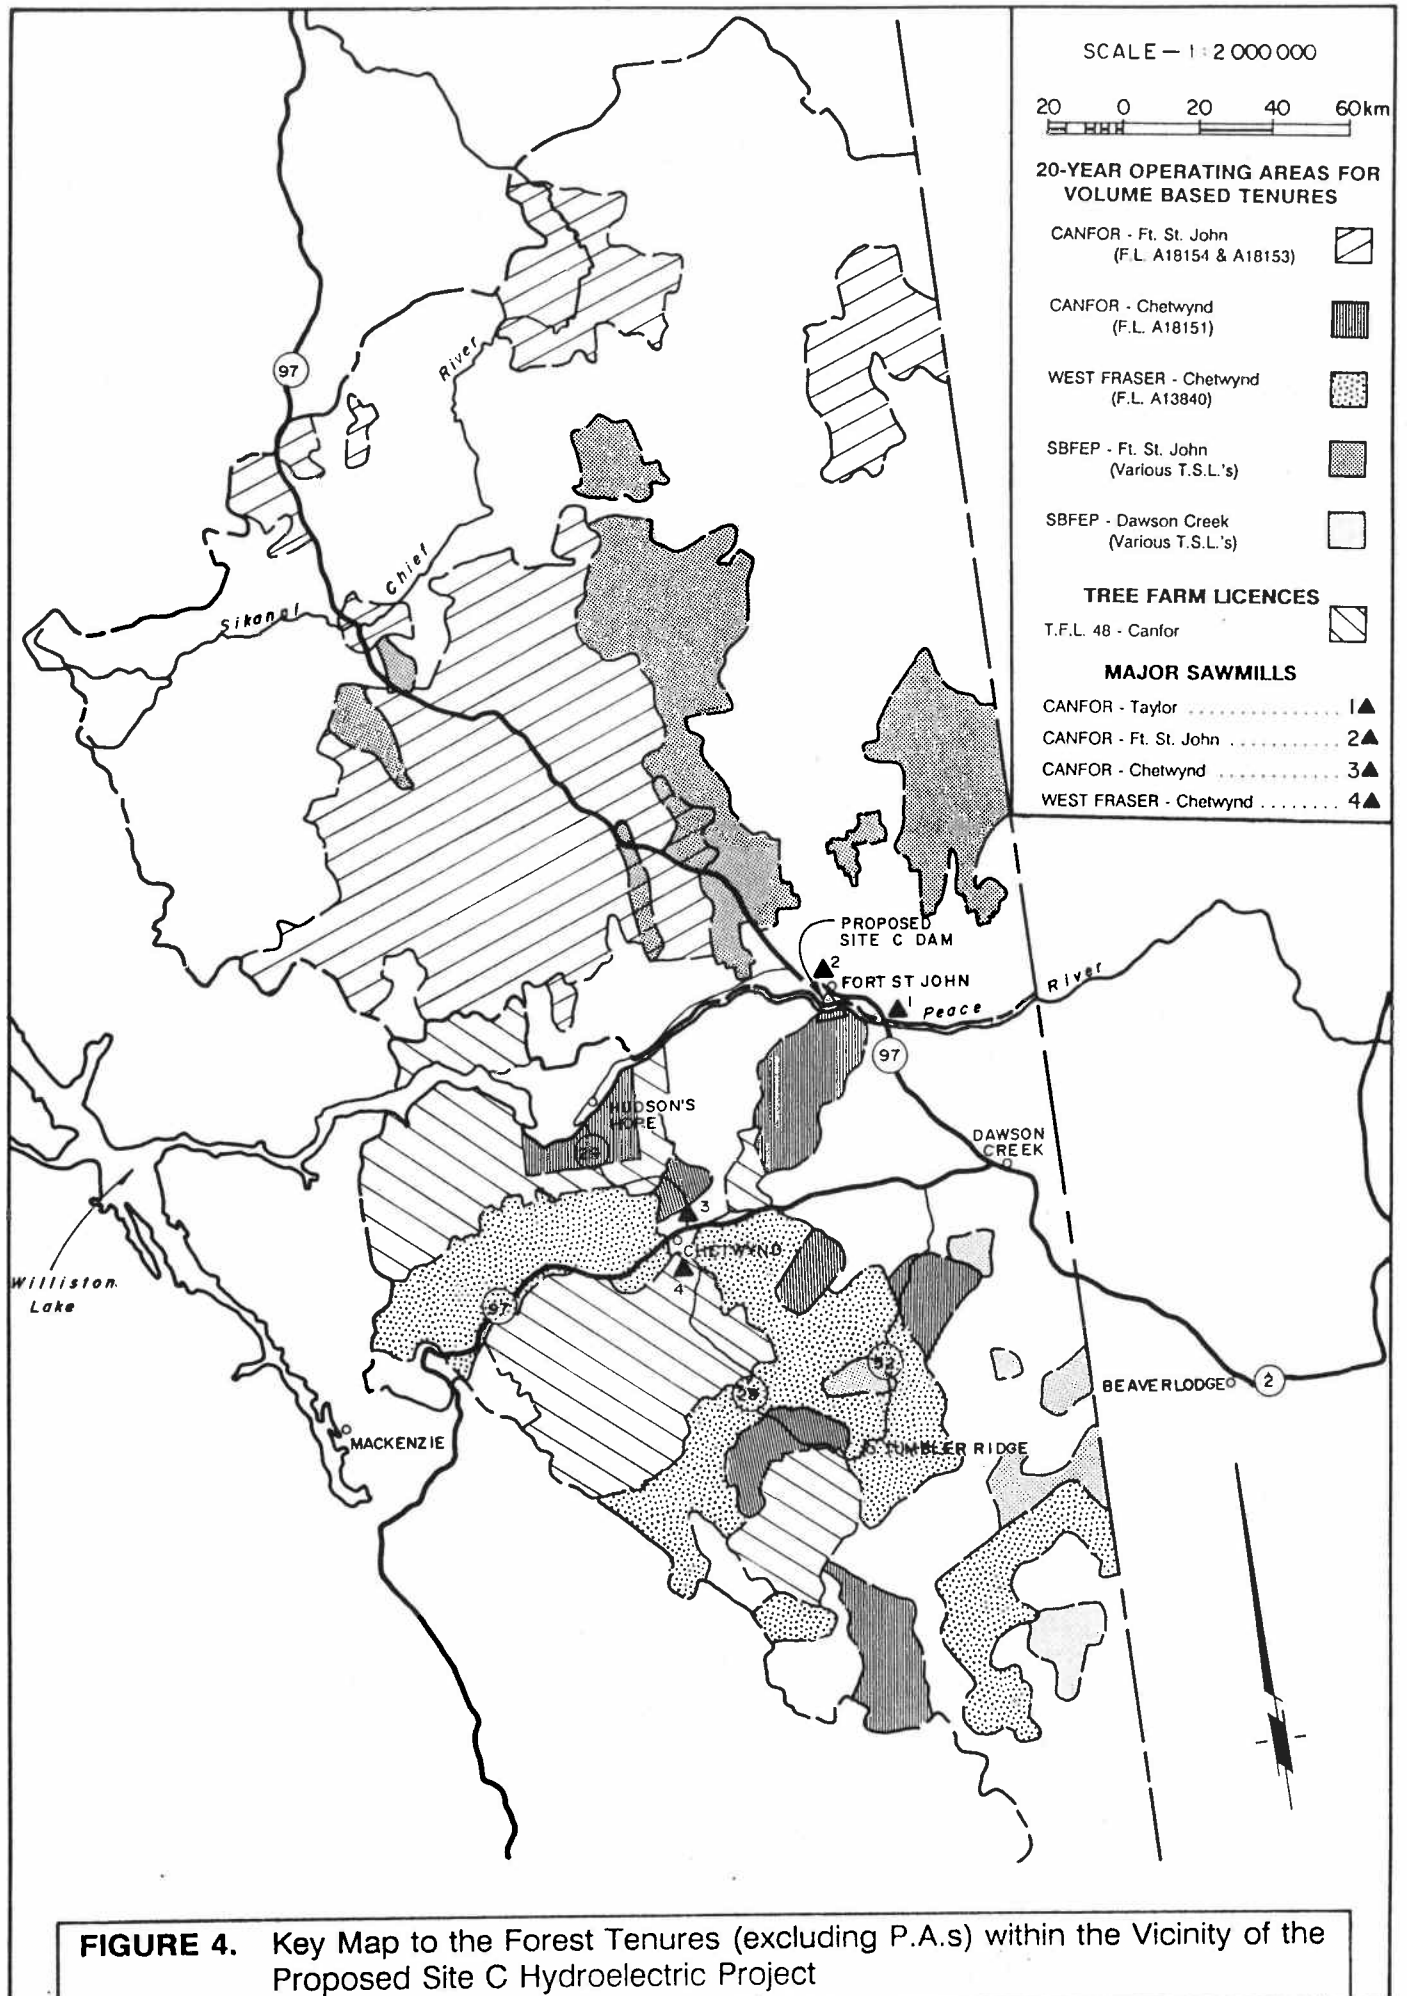 SCALE — 1 : 2 000 000
20 0 20 40 60km
20-YEAR OPERATING AREAS FOR
VOLUME BASED TENURES
CANFOR - Ft. St. John
(F.L. A18154 & A18153)
CANFOR - Chetwynd
(F.L. A18151)
WEST FRASER - Chetwynd
(F.L. A13840)
SBFEP - Ft. St. John
(Various T.S.L.'s)
SBFEP - Dawson Creek
(Various T.S.L.'s)
TREE FARM LICENCES
T.F.L. 48 - Canfor
MAJOR SAWMILLS
CANFOR - Taylor .............. 1▲
CANFOR - Ft. St. John .......... 2▲
CANFOR - Chetwynd ........... 3▲
WEST FRASER - Chetwynd ........ 4▲
97
River
Chief
Sikanni
PROPOSED
SITE C DAM
2
FORT ST JOHN
1
Peace
River
97
HUDSON'S
HOPE
29
DAWSON
CREEK
3
CHETWYND
4
Williston
Lake
97
52
29
BEAVERLODGE
2
MACKENZIE
TUMBLER RIDGE
FIGURE 4. Key Map to the Forest Tenures (excluding P.A.s) within the Vicinity of the
Proposed Site C Hydroelectric Project